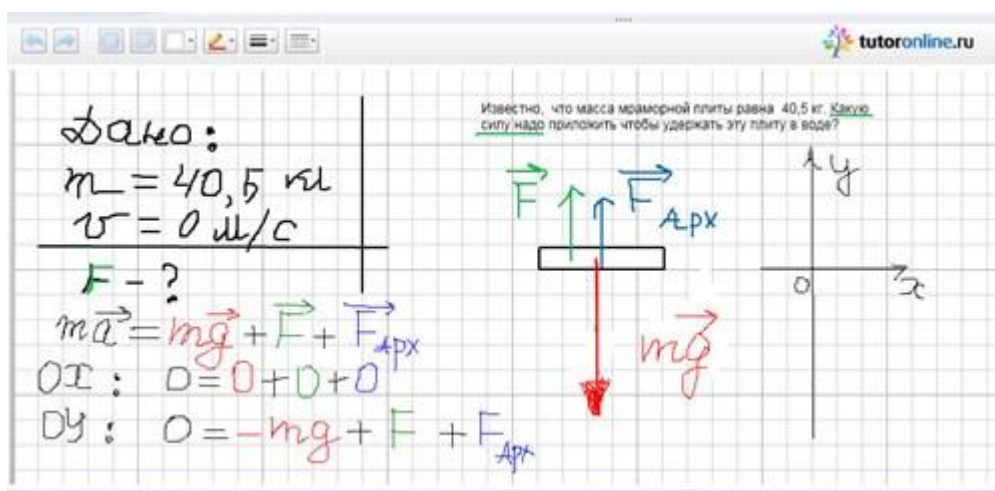 tutoronline.ru
Известно, что масса мраморной плиты равна 40,5 кг. Какую
силу надо приложить чтобы удержать эту плиту в воде?
Дано:
m = 40,5 кг
v = 0 м/с
F - ?
ma = mg + F + F Арх
OX : 0 = 0 + 0 + 0
OY : 0 = -mg + F + F Арх
F
F Арх
mg
y
0
x